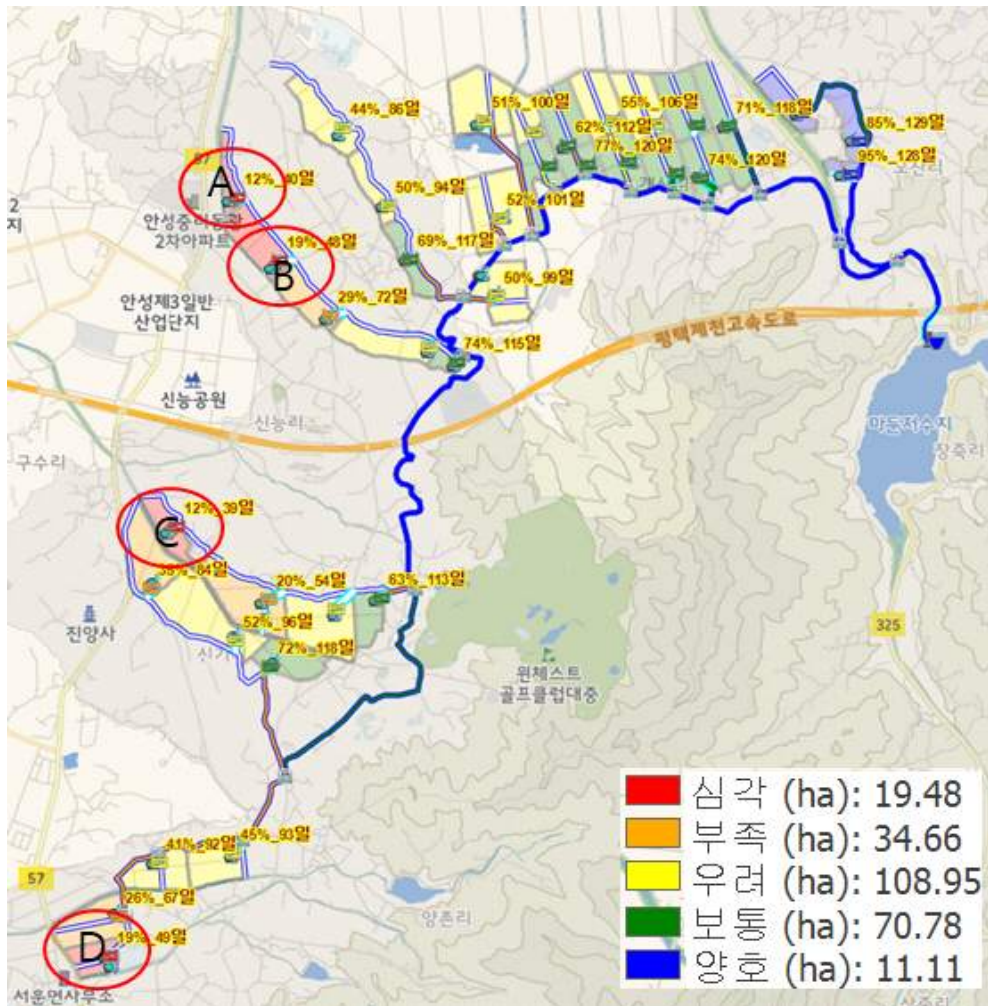 44%_86일
51%_100일
55%_106일
71%_118일
62%_112일
85%_129일
77%_120일
95%_128일
74%_120일
12%_40일
A
50%_94일
52%_101일
안성중리동관
2차아파트
19%_48일
69%_117일
B
50%_99일
29%_72일
안성제3일반
산업단지
74%_115일
평택제천고속도로
신능공원
신능리
마둔저수지
장죽리
구수리
12%_39일
C
20%_54일
63%_113일
52%_96일
진양사
72%_118일
325
윈체스트
골프클럽대중
45%_93일
41%_92일
57
26%_67일
양촌리
D
19%_49일
서운면사무소
심각 (ha): 19.48
부족 (ha): 34.66
우려 (ha): 108.95
보통 (ha): 70.78
양호 (ha): 11.11